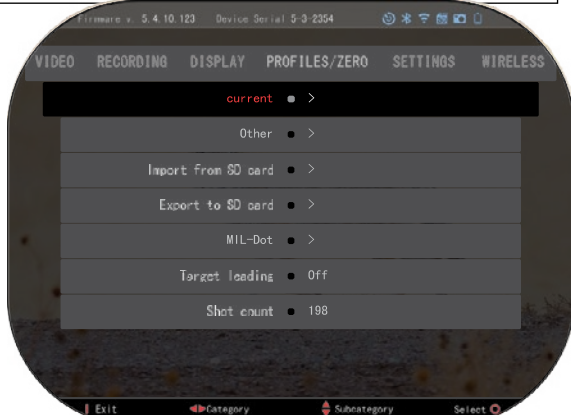 Firmware v. 5.4.10.123 Device Serial 5-3-2354
VIDEO RECORDING DISPLAY PROFILES/ZERO SETTINGS WIRELESS
current >
Other >
Import from SD card >
Export to SD card >
MIL-Dot >
Target leading Off
Shot count 198
Exit Category Subcategory Select